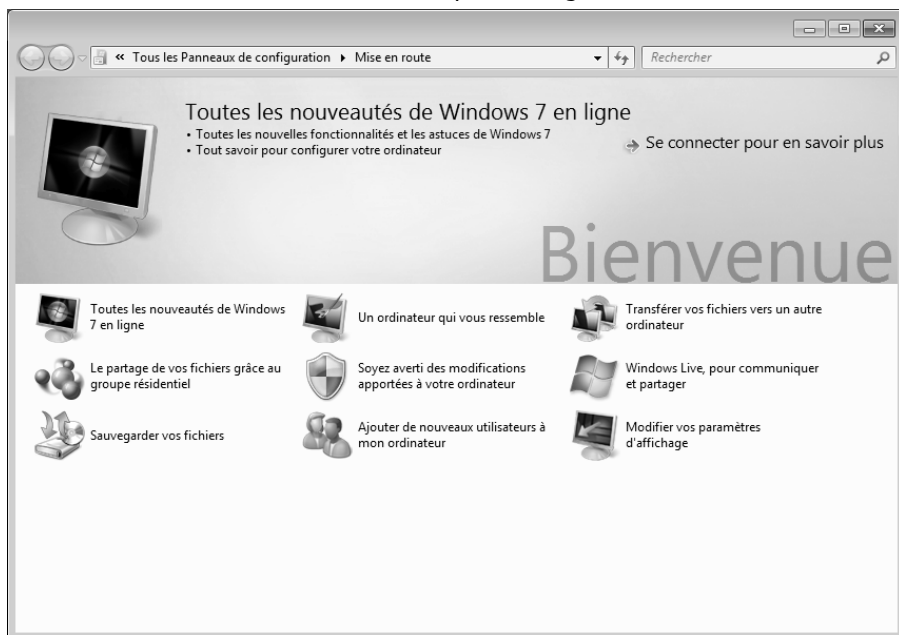 « Tous les Panneaux de configuration ▸ Mise en route
Rechercher
Toutes les nouveautés de Windows 7 en ligne
• Toutes les nouvelles fonctionnalités et les astuces de Windows 7
• Tout savoir pour configurer votre ordinateur
Se connecter pour en savoir plus
Bienvenue
Toutes les nouveautés de Windows
7 en ligne
Un ordinateur qui vous ressemble
Transférer vos fichiers vers un autre
ordinateur
Le partage de vos fichiers grâce au
groupe résidentiel
Soyez averti des modifications
apportées à votre ordinateur
Windows Live, pour communiquer
et partager
Sauvegarder vos fichiers
Ajouter de nouveaux utilisateurs à
mon ordinateur
Modifier vos paramètres
d'affichage